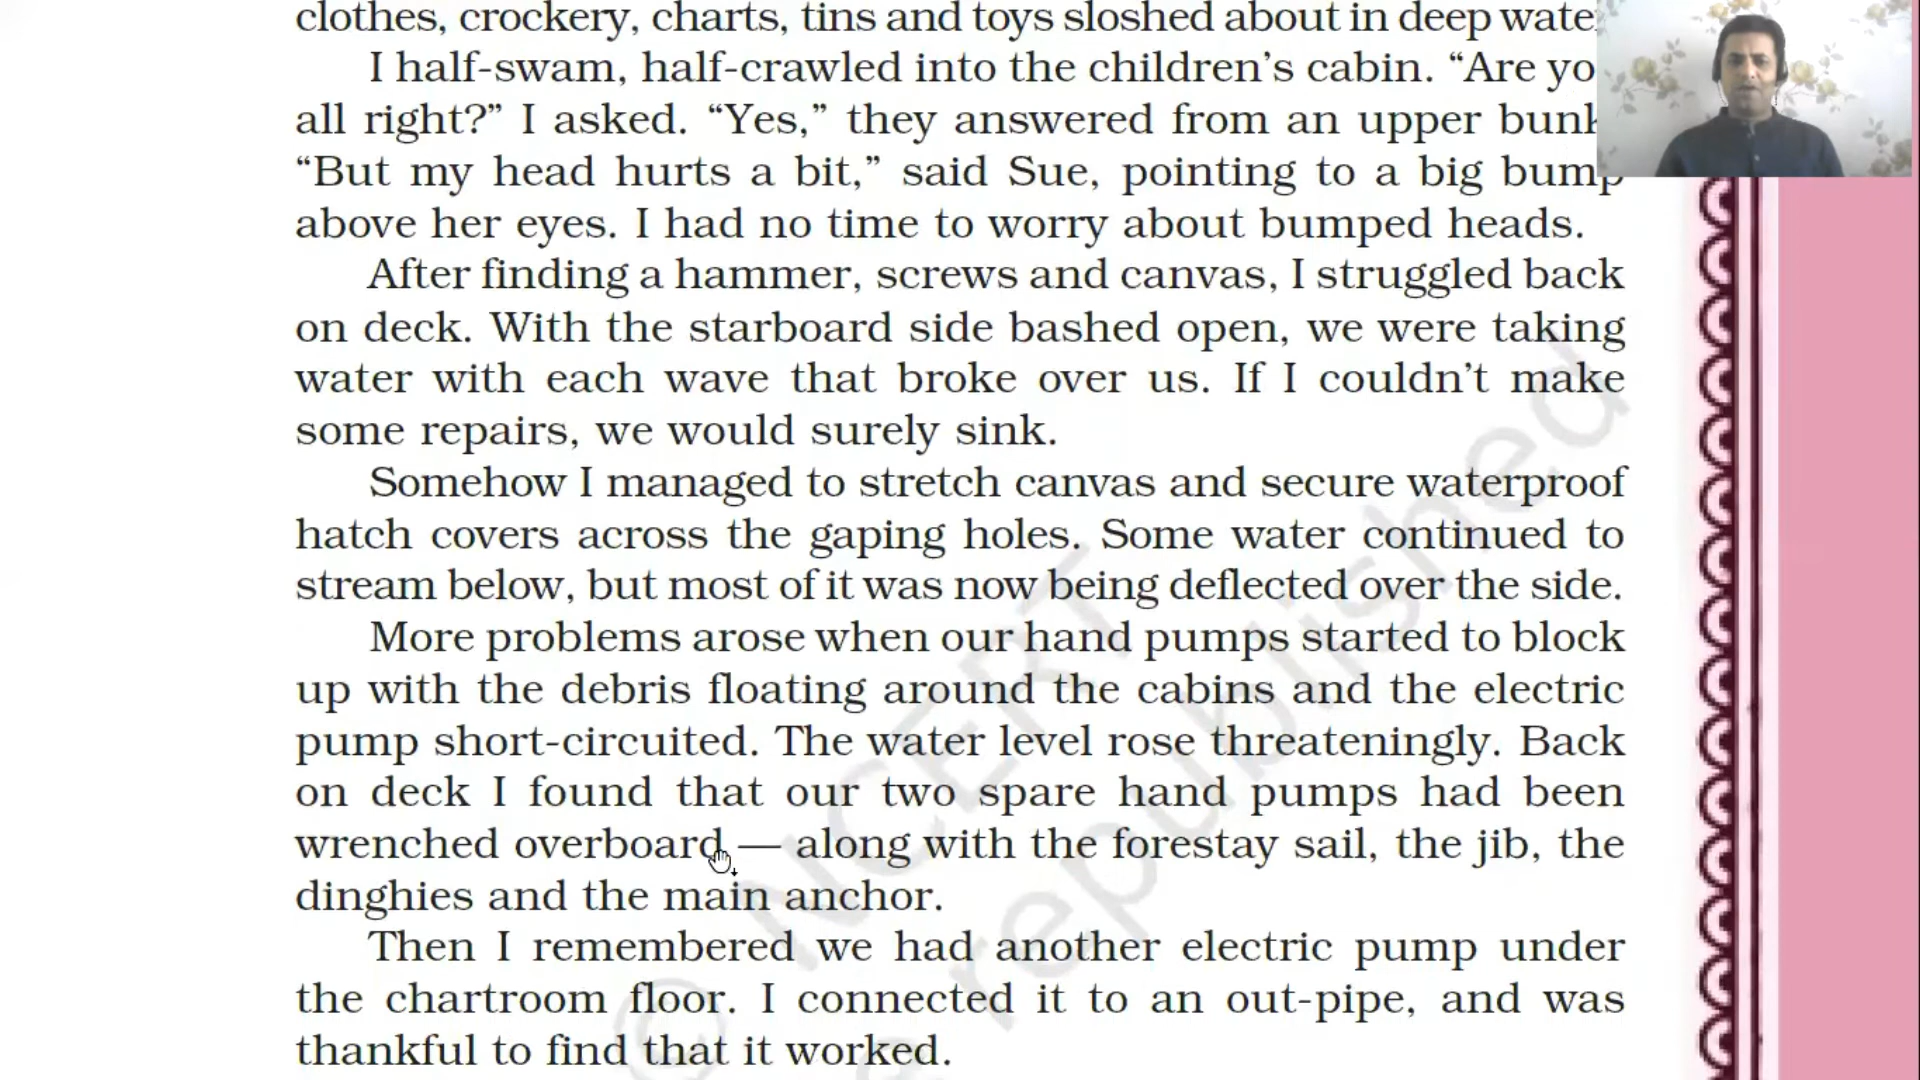 clothes, crockery, charts, tins and toys sloshed about in deep wate
I half-swam, half-crawled into the children’s cabin. “Are yo
all right?” I asked. “Yes,” they answered from an upper bunk
“But my head hurts a bit,” said Sue, pointing to a big bump
above her eyes. I had no time to worry about bumped heads.
After finding a hammer, screws and canvas, I struggled back
on deck. With the starboard side bashed open, we were taking
water with each wave that broke over us. If I couldn’t make
some repairs, we would surely sink.
Somehow I managed to stretch canvas and secure waterproof
hatch covers across the gaping holes. Some water continued to
stream below, but most of it was now being deflected over the side.
More problems arose when our hand pumps started to block
up with the debris floating around the cabins and the electric
pump short-circuited. The water level rose threateningly. Back
on deck I found that our two spare hand pumps had been
wrenched overboard — along with the forestay sail, the jib, the
dinghies and the main anchor.
Then I remembered we had another electric pump under
the chartroom floor. I connected it to an out-pipe, and was
thankful to find that it worked.
© NCERT
republished